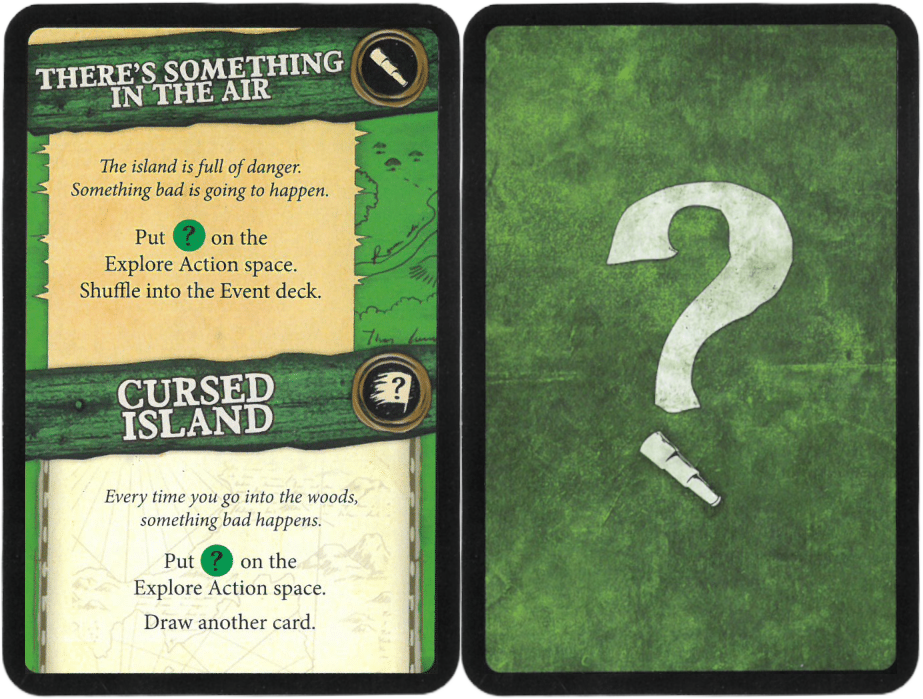 THERE'S SOMETHING
IN THE AIR
The island is full of danger.
Something bad is going to happen.
Put ? on the
Explore Action space.
Shuffle into the Event deck.
CURSED
ISLAND
?
Every time you go into the woods,
something bad happens.
Put ? on the
Explore Action space.
Draw another card.
?